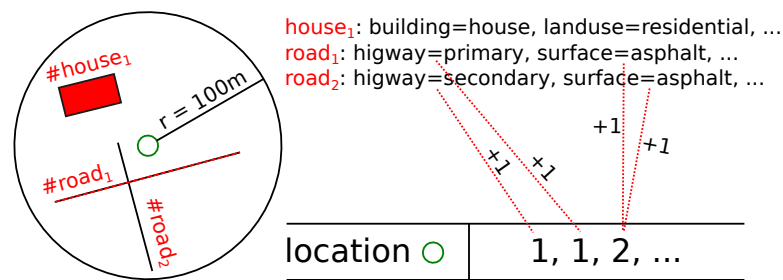 #house₁
r = 100m
#road₁
#road₂
house₁: building=house, landuse=residential, ...
road₁: higway=primary, surface=asphalt, ...
road₂: higway=secondary, surface=asphalt, ...
+1
+1
+1
+1
location
1, 1, 2, ...